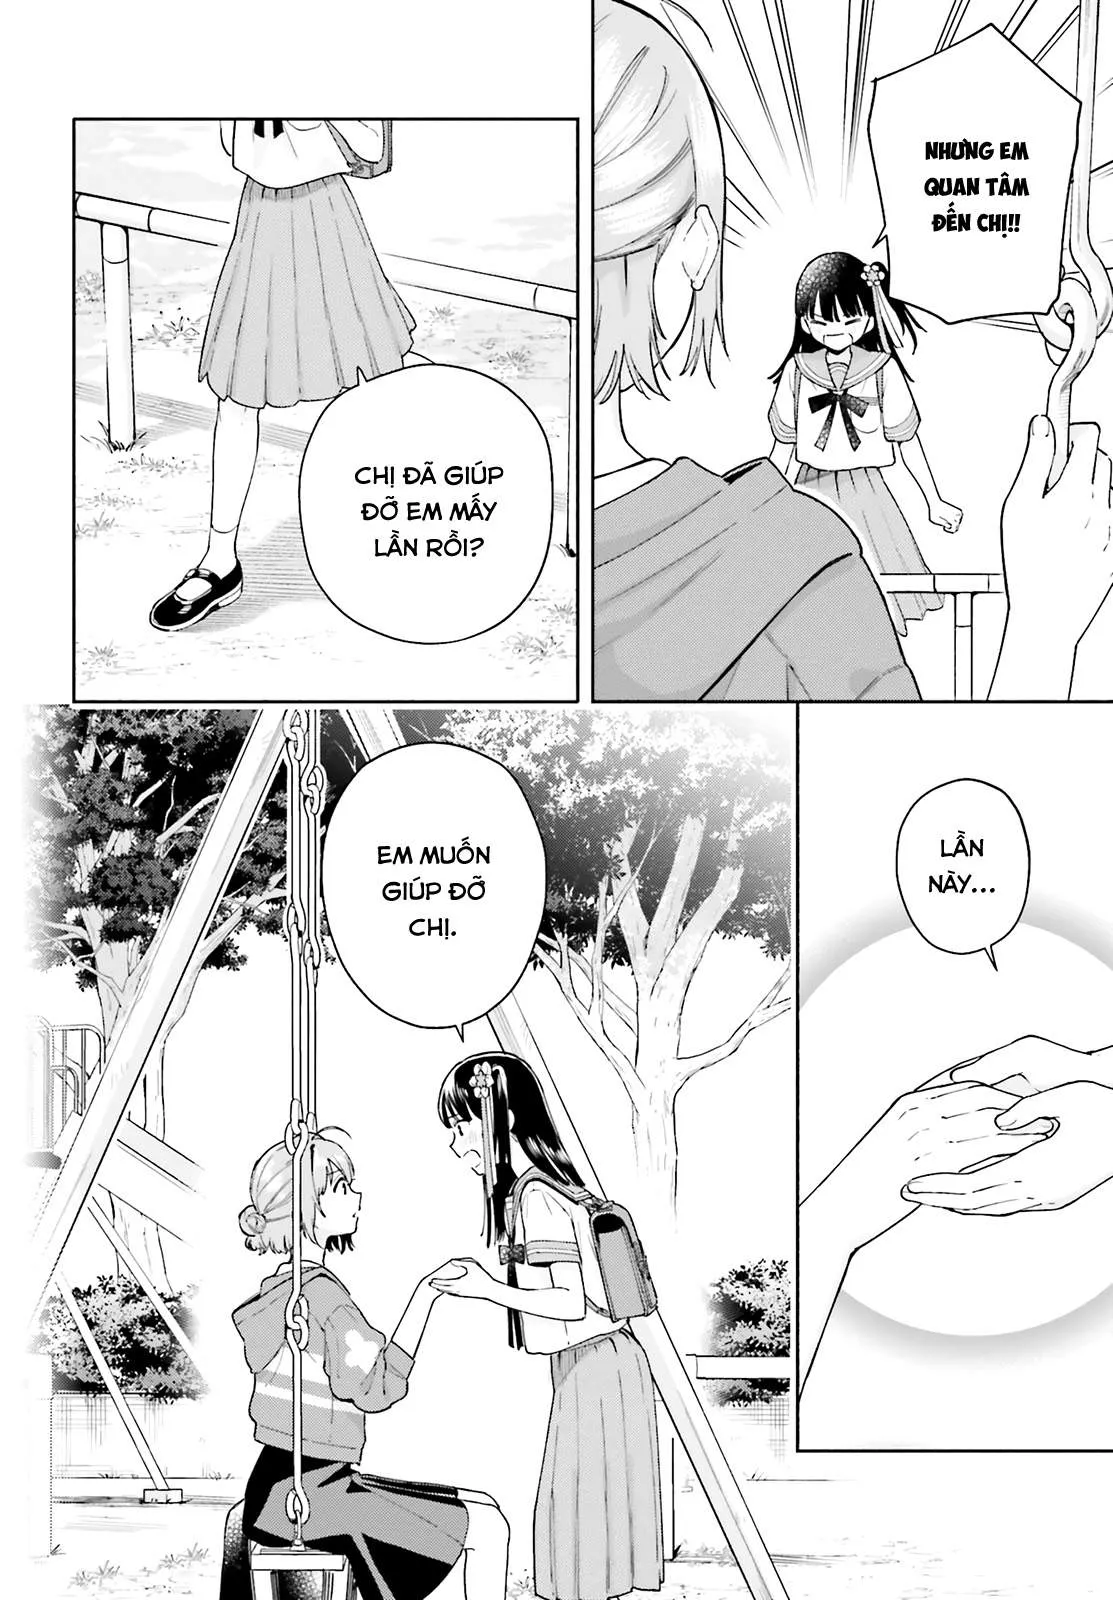 NHƯNG EM
QUAN TÂM
ĐẾN CHỊ!!
CHỊ ĐÃ GIÚP
ĐỠ EM MẤY
LẦN RỒI?
LẦN
NÀY...
EM MUỐN
GIÚP ĐỠ
CHỊ.